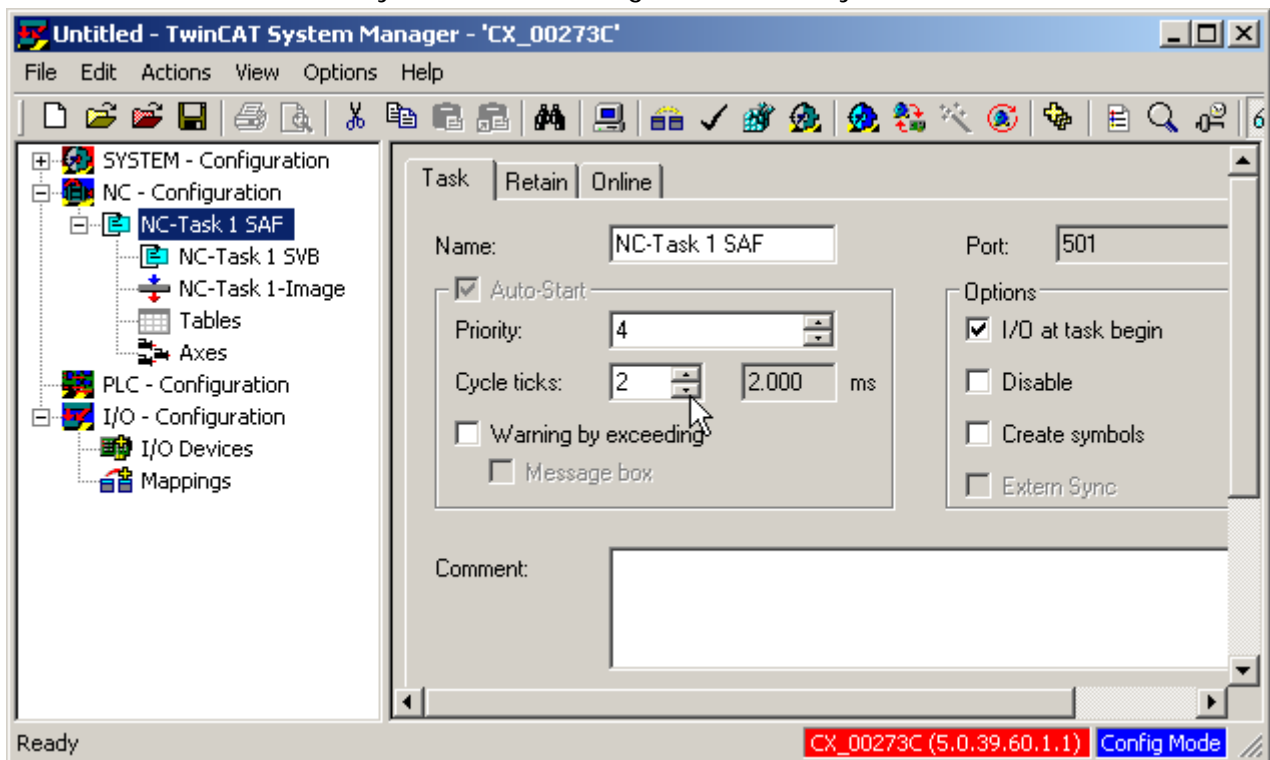 Untitled - TwinCAT System Manager - 'CX_00273C'
File Edit Actions View Options Help
SYSTEM - Configuration
NC - Configuration
NC-Task 1 SAF
NC-Task 1 SVB
NC-Task 1-Image
Tables
Axes
PLC - Configuration
I/O - Configuration
I/O Devices
Mappings
Task Retain Online
Name: NC-Task 1 SAF Port: 501
Auto-Start Options
Priority: 4 I/O at task begin
Cycle ticks: 2 2.000 ms Disable
Warning by exceeding Create symbols
Message box Extern Sync
Comment:
Ready CX_00273C (5.0.39.60.1.1) Config Mode